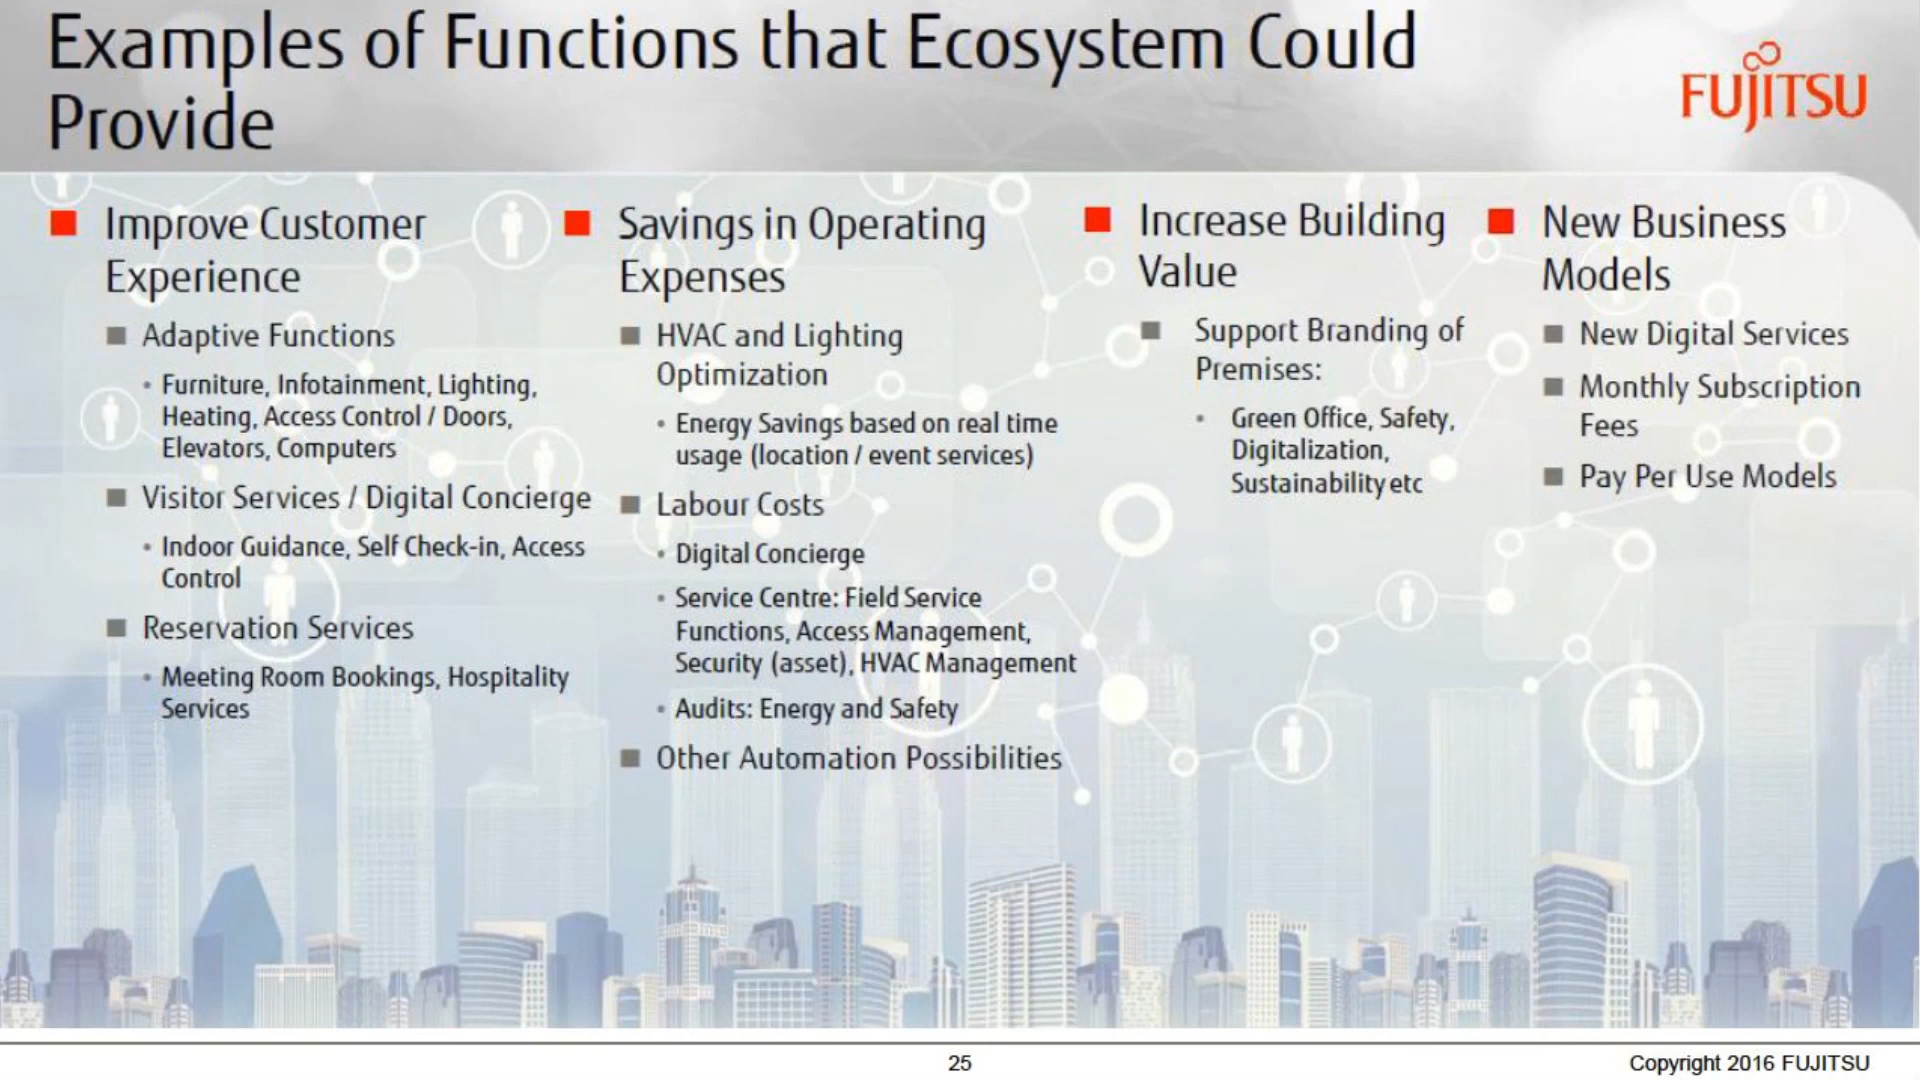 Examples of Functions that Ecosystem Could
Provide
FUJITSU
Improve Customer
Experience
Adaptive Functions
Furniture, Infotainment, Lighting,
Heating, Access Control / Doors,
Elevators, Computers
Visitor Services / Digital Concierge
Indoor Guidance, Self Check-in, Access
Control
Reservation Services
Meeting Room Bookings, Hospitality
Services
Savings in Operating
Expenses
HVAC and Lighting
Optimization
Energy Savings based on real time
usage (location / event services)
Labour Costs
Digital Concierge
Service Centre: Field Service
Functions, Access Management,
Security (asset), HVAC Management
Audits: Energy and Safety
Other Automation Possibilities
Increase Building
Value
Support Branding of
Premises:
Green Office, Safety,
Digitalization,
Sustainability etc
New Business
Models
New Digital Services
Monthly Subscription
Fees
Pay Per Use Models
25
Copyright 2016 FUJITSU